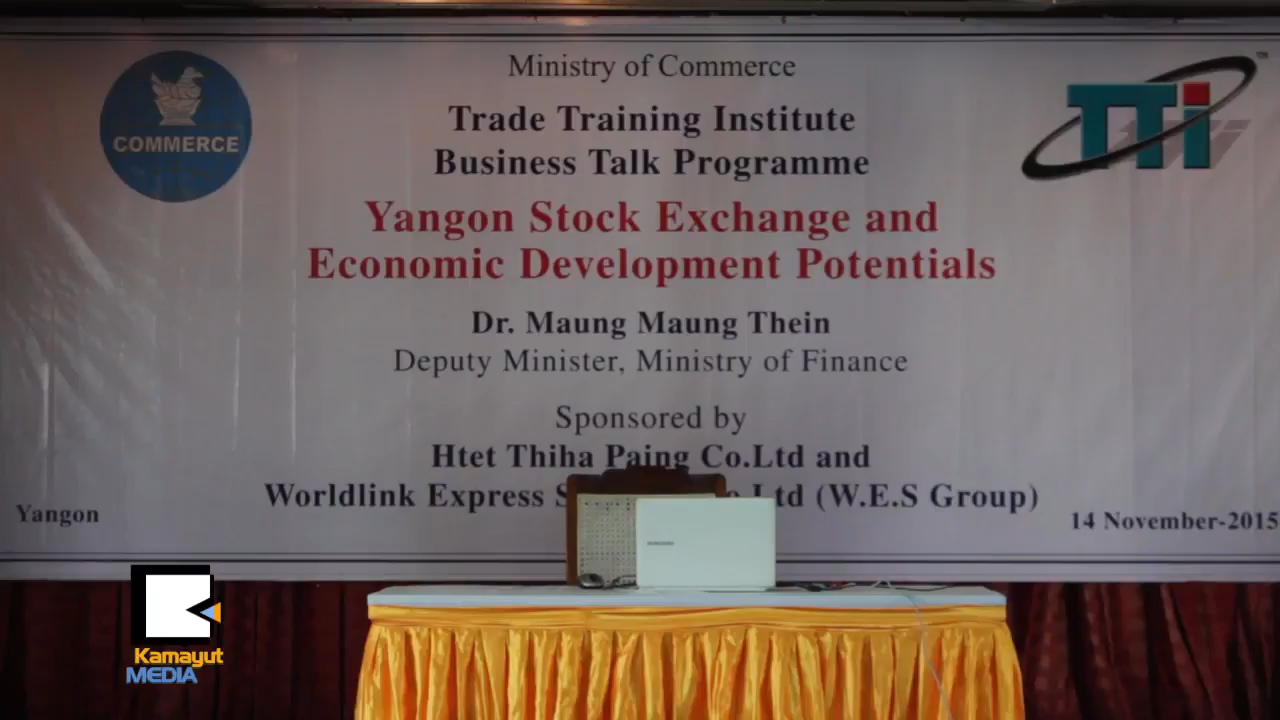 Ministry of Commerce
COMMERCE
TTi
TM
Trade Training Institute
Business Talk Programme
Yangon Stock Exchange and
Economic Development Potentials
Dr. Maung Maung Thein
Deputy Minister, Ministry of Finance
Sponsored by
Htet Thiha Paing Co.Ltd and
Worldlink Express S o.Ltd (W.E.S Group)
Yangon
14 November-2015
SAMSUNG
Kamayut
MEDIA